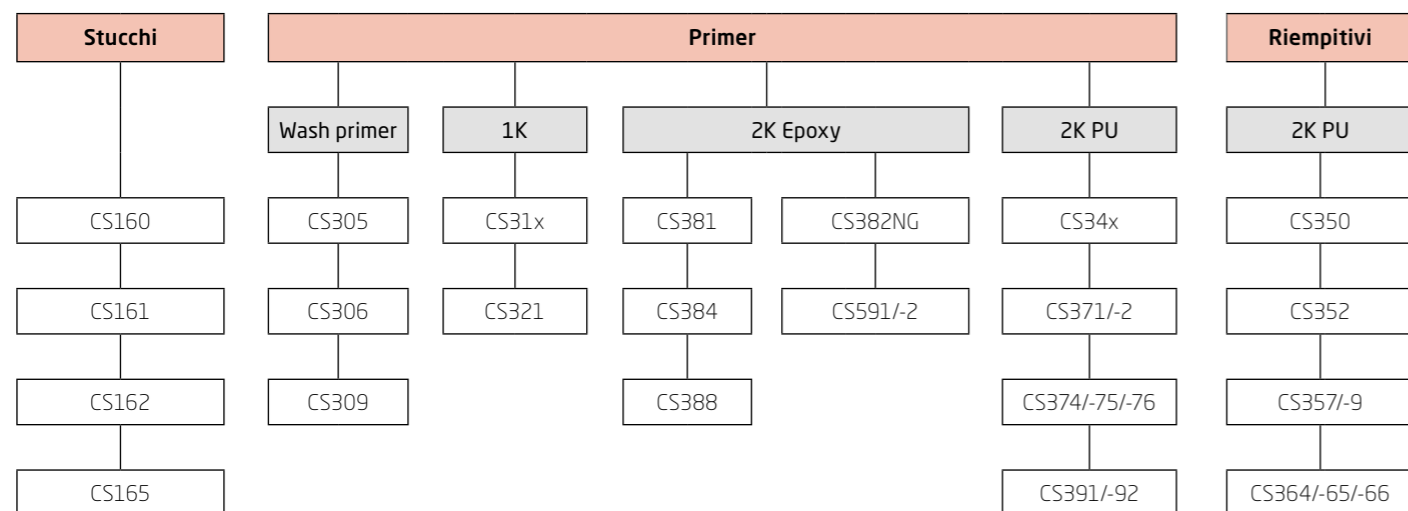 Stucchi
Primer
Riempitivi
Wash primer
1K
2K Epoxy
2K PU
2K PU
CS160
CS305
CS31x
CS381
CS382NG
CS34x
CS350
CS161
CS306
CS321
CS384
CS591/-2
CS371/-2
CS352
CS162
CS309
CS388
CS374/-75/-76
CS357/-9
CS165
CS391/-92
CS364/-65/-66